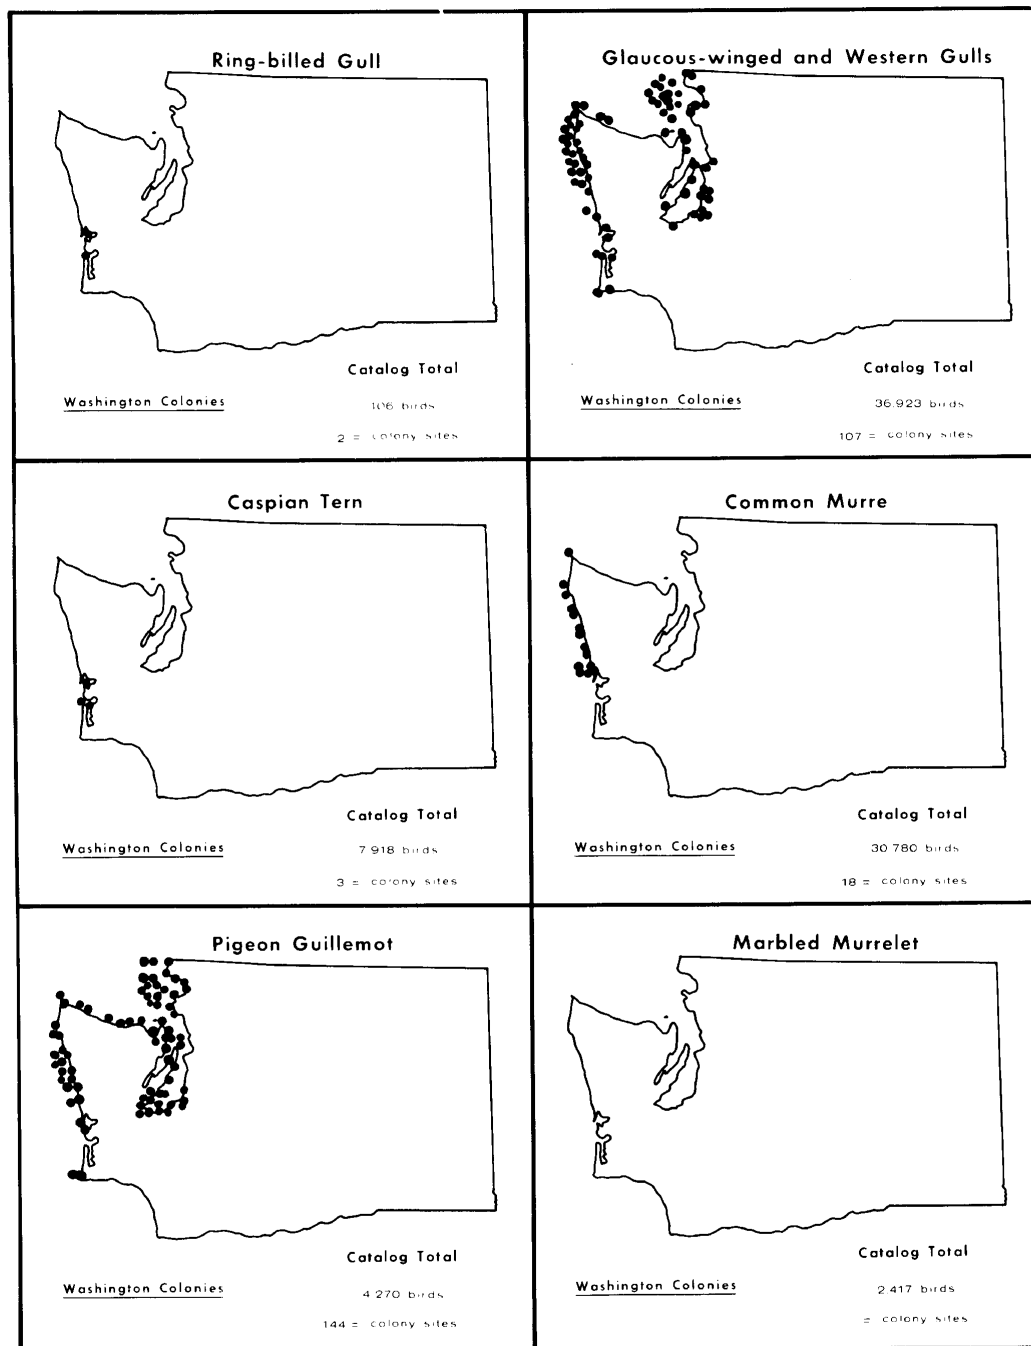 Ring-billed Gull
Catalog Total
Washington Colonies
106 birds
2 = colony sites
Glaucous-winged and Western Gulls
Catalog Total
Washington Colonies
36.923 birds
107 = colony sites
Caspian Tern
Catalog Total
Washington Colonies
7 918 birds
3 = colony sites
Common Murre
Catalog Total
Washington Colonies
30 780 birds
18 = colony sites
Pigeon Guillemot
Catalog Total
Washington Colonies
4 270 birds
144 = colony sites
Marbled Murrelet
Catalog Total
Washington Colonies
2.417 birds
= colony sites